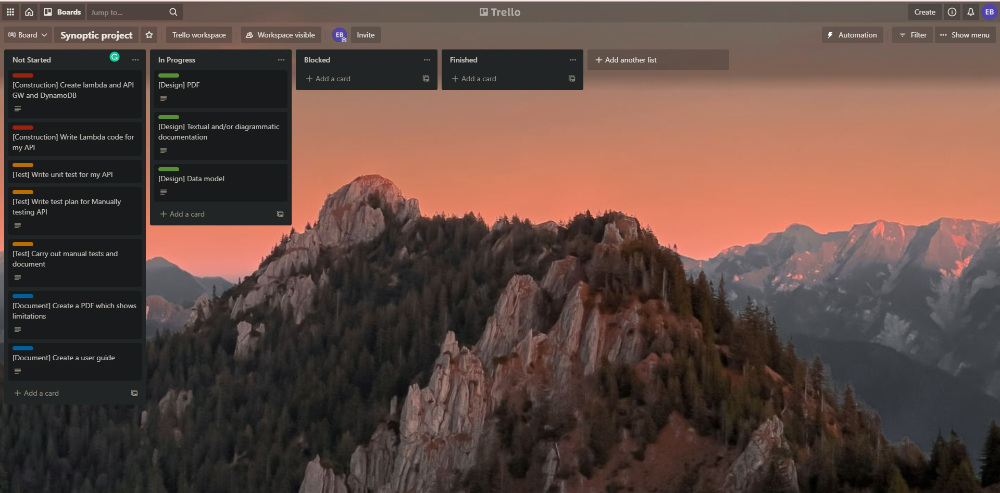 Boards
Jump to...
Trello
Create
EB
Board
Synoptic project
Trello workspace
Workspace visible
EB
Invite
Automation
Filter
Show menu
Not Started
[Construction] Create lambda and API
GW and DynamoDB
[Construction] Write Lambda code for
my API
[Test] Write unit test for my API
[Test] Write test plan for Manually
testing API
[Test] Carry out manual tests and
document
[Document] Create a PDF which shows
limitations
[Document] Create a user guide
+ Add a card
In Progress
[Design] PDF
[Design] Textual and/or diagrammatic
documentation
[Design] Data model
+ Add a card
Blocked
+ Add a card
Finished
+ Add a card
+ Add another list